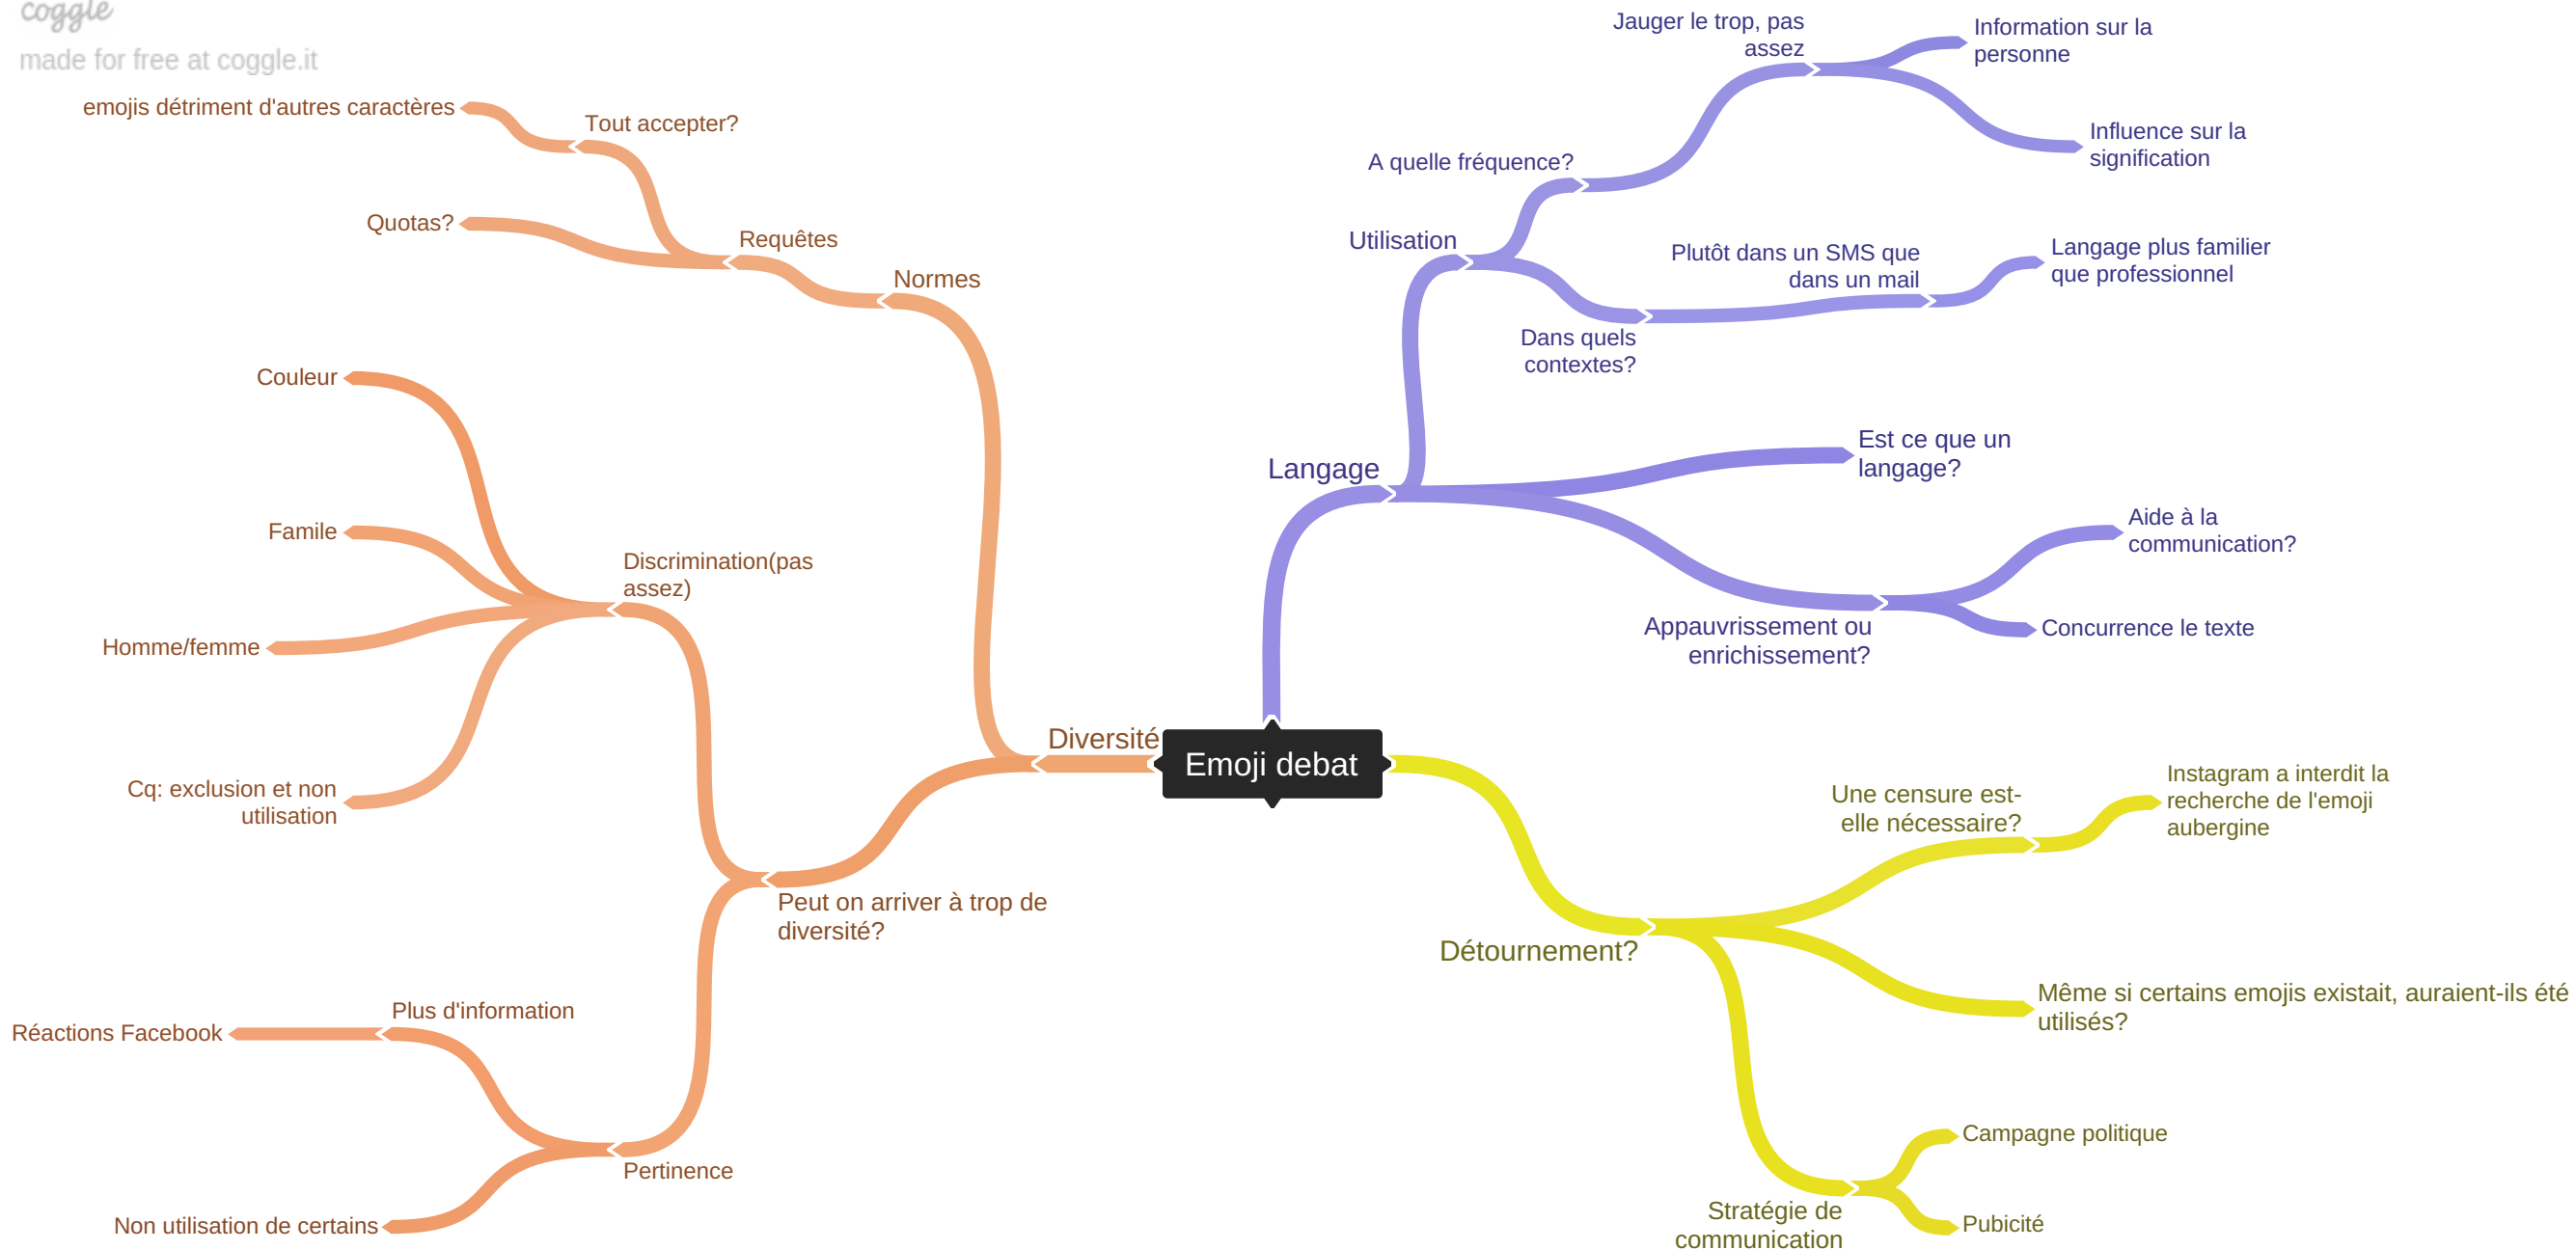 coggle
made for free at coggle.it
emojis détriment d'autres caractères
Tout accepter?
Quotas?
Requêtes
Normes
Couleur
Famile
Discrimination(pas
assez)
Homme/femme
Cq: exclusion et non
utilisation
Diversité
Peut on arriver à trop de
diversité?
Plus d'information
Réactions Facebook
Pertinence
Non utilisation de certains
Emoji debat
Jauger le trop, pas
assez
Information sur la
personne
Influence sur la
signification
A quelle fréquence?
Utilisation
Plutôt dans un SMS que
dans un mail
Langage plus familier
que professionnel
Dans quels
contextes?
Langage
Est ce que un
langage?
Aide à la
communication?
Appauvrissement ou
enrichissement?
Concurrence le texte
Une censure est-
elle nécessaire?
Instagram a interdit la
recherche de l'emoji
aubergine
Détournement?
Même si certains emojis existait, auraient-ils été
utilisés?
Campagne politique
Stratégie de
communication
Pubicité